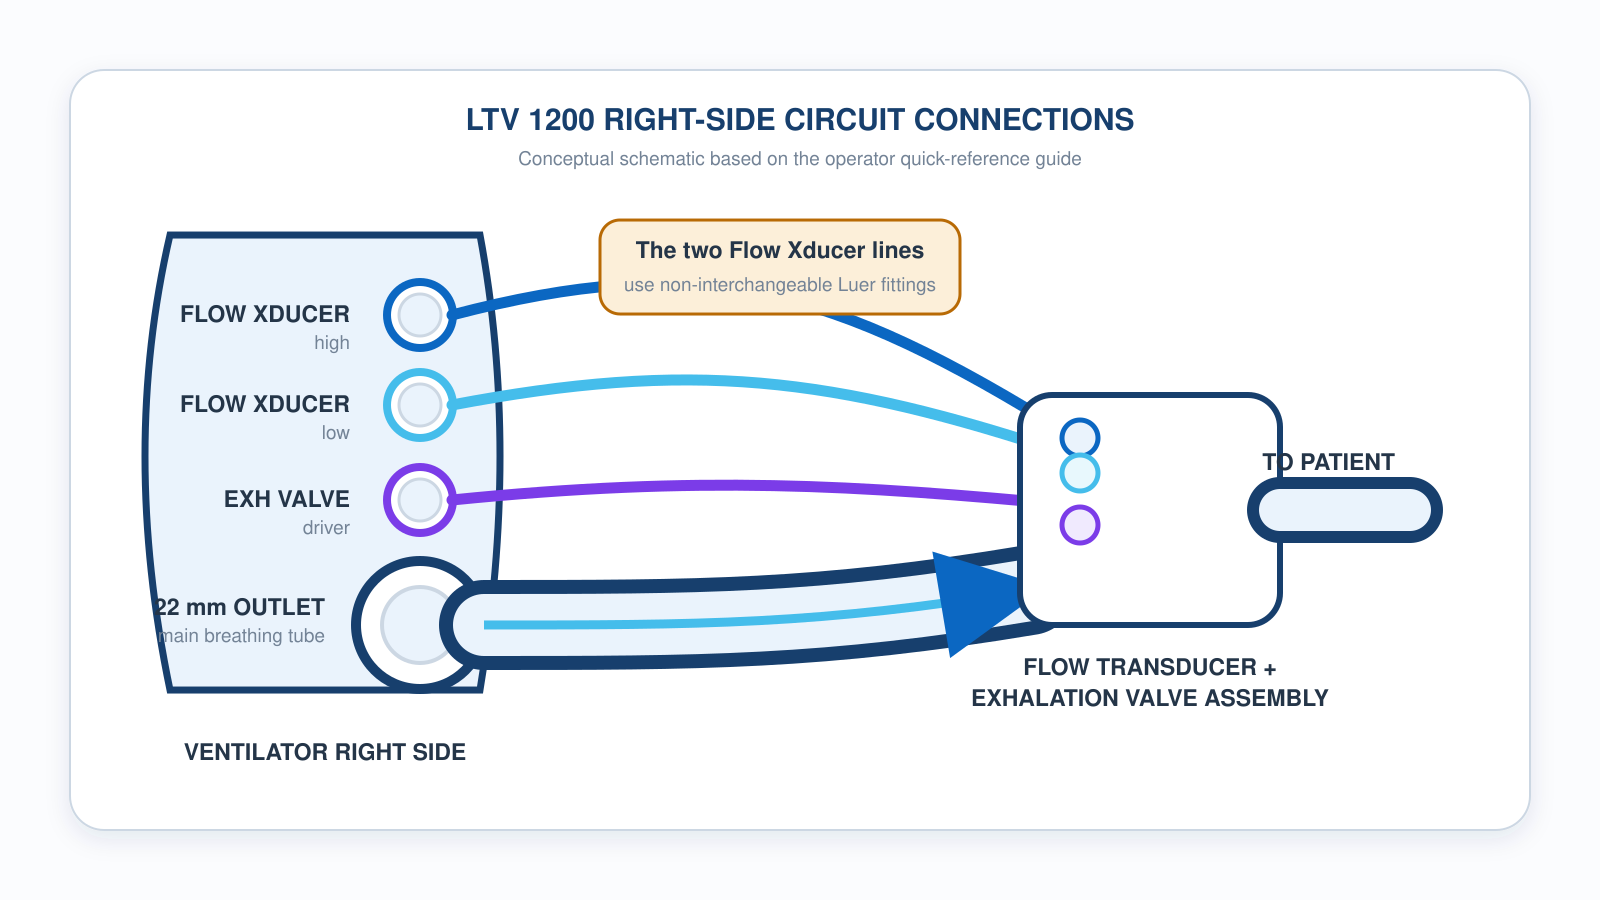 LTV 1200 RIGHT-SIDE CIRCUIT CONNECTIONS
Conceptual schematic based on the operator quick-reference guide
The two Flow Xducer lines
use non-interchangeable Luer fittings
FLOW XDUCER
high
FLOW XDUCER
low
EXH VALVE
driver
22 mm OUTLET
main breathing tube
TO PATIENT
FLOW TRANSDUCER +
EXHALATION VALVE ASSEMBLY
VENTILATOR RIGHT SIDE